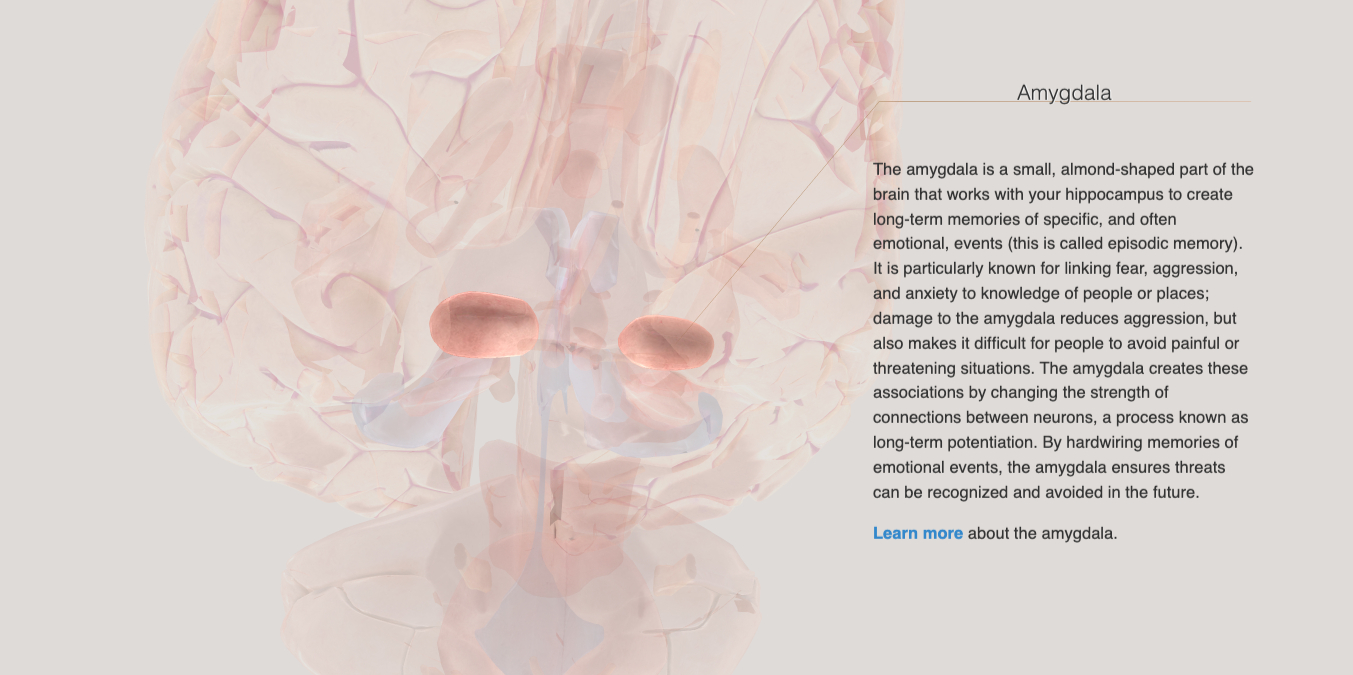 Amygdala
The amygdala is a small, almond-shaped part of the
brain that works with your hippocampus to create
long-term memories of specific, and often
emotional, events (this is called episodic memory).
It is particularly known for linking fear, aggression,
and anxiety to knowledge of people or places;
damage to the amygdala reduces aggression, but
also makes it difficult for people to avoid painful or
threatening situations. The amygdala creates these
associations by changing the strength of
connections between neurons, a process known as
long-term potentiation. By hardwiring memories of
emotional events, the amygdala ensures threats
can be recognized and avoided in the future.
Learn more about the amygdala.